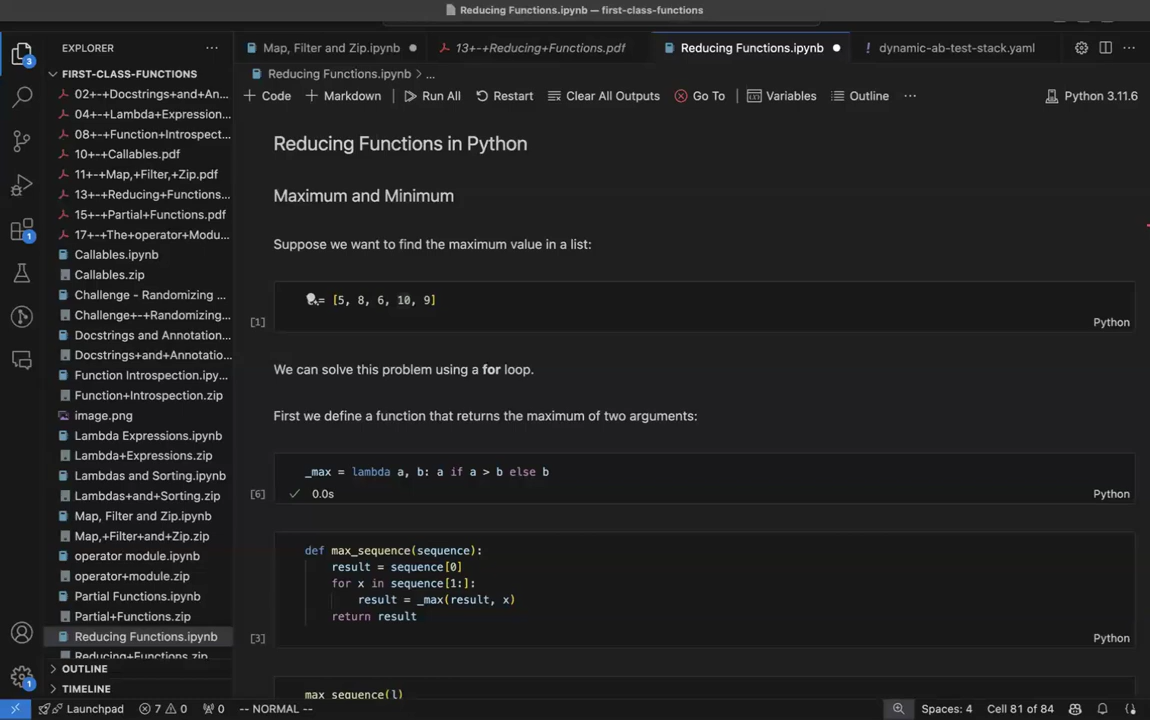 Reducing Functions.ipynb — first-class-functions
EXPLORER
Map, Filter and Zip.ipynb
13+-+Reducing+Functions.pdf
Reducing Functions.ipynb
dynamic-ab-test-stack.yaml
FIRST-CLASS-FUNCTIONS
Reducing Functions.ipynb > ...
Code
Markdown
Run All
Restart
Clear All Outputs
Go To
Variables
Outline
Python 3.11.6
02+-+Docstrings+and+An...
04+-+Lambda+Expression...
08+-+Function+Introspect...
10+-+Callables.pdf
11+-+Map,+Filter,+Zip.pdf
13+-+Reducing+Functions...
15+-+Partial+Functions.pdf
17+-+The+operator+Modu...
Callables.ipynb
Callables.zip
Challenge - Randomizing ...
Challenge+-+Randomizing...
Docstrings and Annotation...
Docstrings+and+Annotatio...
Function Introspection.ipy...
Function+Introspection.zip
image.png
Lambda Expressions.ipynb
Lambda+Expressions.zip
Lambdas and Sorting.ipynb
Lambdas+and+Sorting.zip
Map, Filter and Zip.ipynb
Map,+Filter+and+Zip.zip
operator module.ipynb
operator+module.zip
Partial Functions.ipynb
Partial+Functions.zip
Reducing Functions.ipynb
Reducing+Functions.zip
OUTLINE
TIMELINE
3
1
1
Reducing Functions in Python
Maximum and Minimum
Suppose we want to find the maximum value in a list:
= [5, 8, 6, 10, 9]
[1]
Python
We can solve this problem using a for loop.
First we define a function that returns the maximum of two arguments:
_max = lambda a, b: a if a > b else b
[6]
0.0s
Python
def max_sequence(sequence):
result = sequence[0]
for x in sequence[1:]:
result = _max(result, x)
return result
[3]
Python
max_sequence(l)
Launchpad
7
0
0
-- NORMAL --
Spaces: 4
Cell 81 of 84